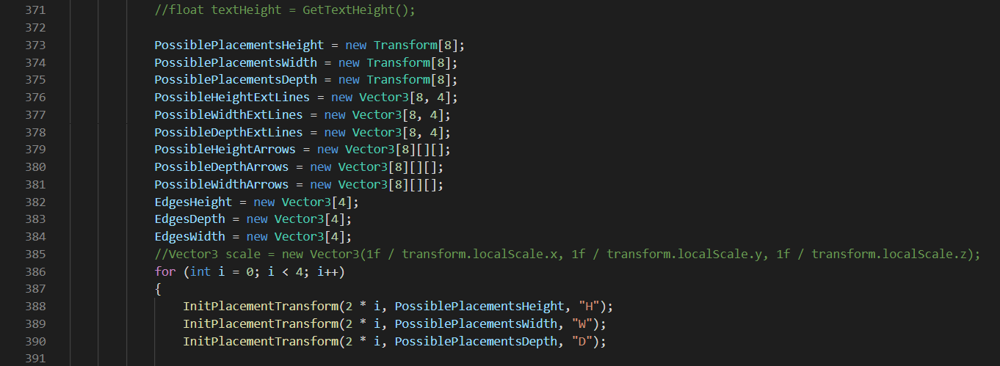 371 //float textHeight = GetTextHeight();
372
373 PossiblePlacementsHeight = new Transform[8];
374 PossiblePlacementsWidth = new Transform[8];
375 PossiblePlacementsDepth = new Transform[8];
376 PossibleHeightExtLines = new Vector3[8, 4];
377 PossibleWidthExtLines = new Vector3[8, 4];
378 PossibleDepthExtLines = new Vector3[8, 4];
379 PossibleHeightArrows = new Vector3[8][][];
380 PossibleDepthArrows = new Vector3[8][][];
381 PossibleWidthArrows = new Vector3[8][][];
382 EdgesHeight = new Vector3[4];
383 EdgesDepth = new Vector3[4];
384 EdgesWidth = new Vector3[4];
385 //Vector3 scale = new Vector3(1f / transform.localScale.x, 1f / transform.localScale.y, 1f / transform.localScale.z);
386 for (int i = 0; i < 4; i++)
387 {
388 InitPlacementTransform(2 * i, PossiblePlacementsHeight, "H");
389 InitPlacementTransform(2 * i, PossiblePlacementsWidth, "W");
390 InitPlacementTransform(2 * i, PossiblePlacementsDepth, "D");
391